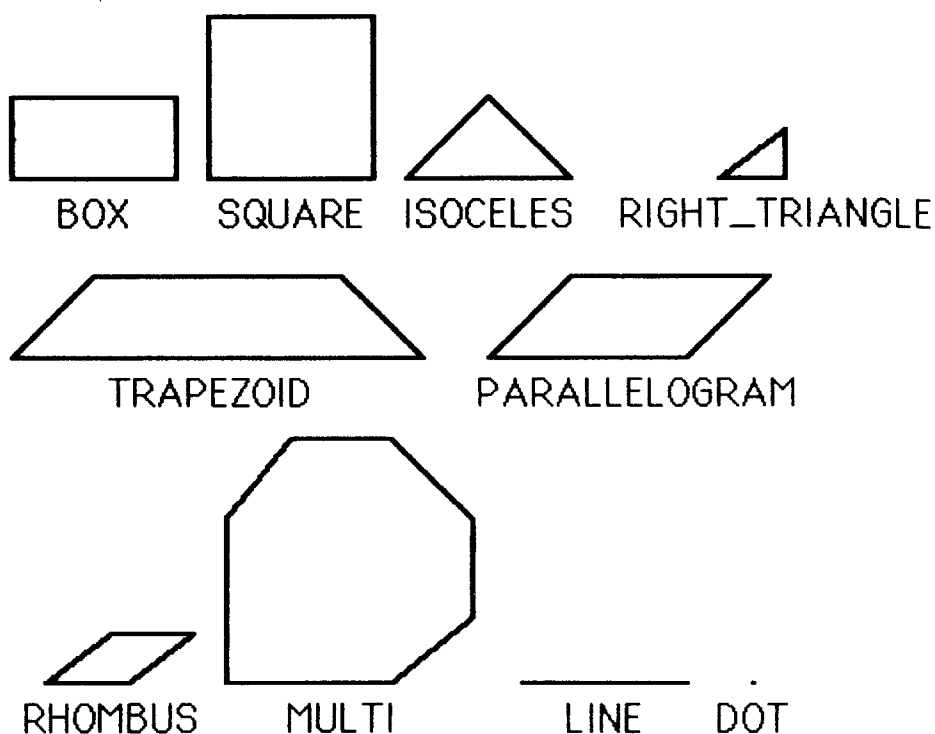 BOX SQUARE ISOCELES RIGHT_TRIANGLE
TRAPEZOID PARALLELOGRAM
RHOMBUS MULTI LINE DOT